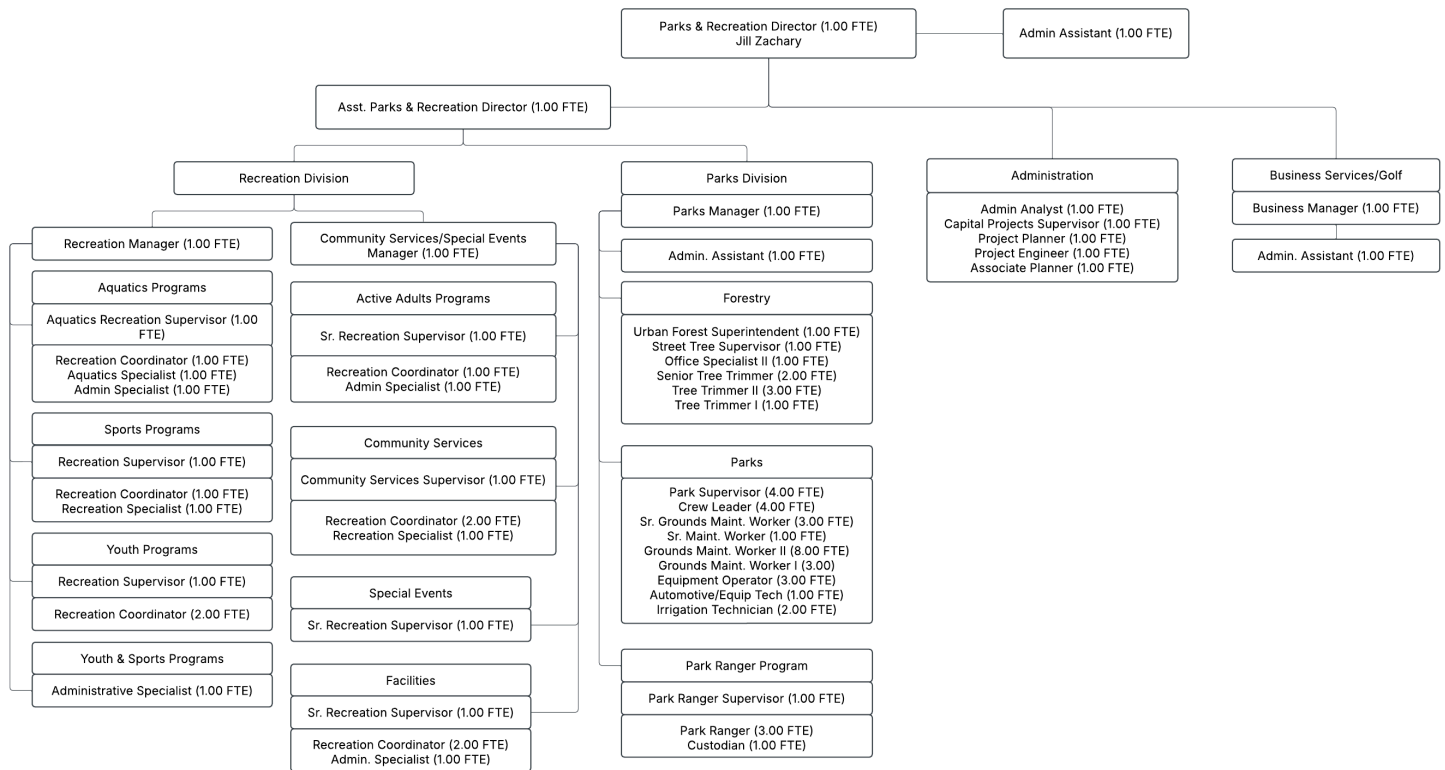 Parks & Recreation Director (1.00 FTE)
Jill Zachary
Admin Assistant (1.00 FTE)
Asst. Parks & Recreation Director (1.00 FTE)
Recreation Division
Recreation Manager (1.00 FTE)
Aquatics Programs
Aquatics Recreation Supervisor (1.00
FTE)
Recreation Coordinator (1.00 FTE)
Aquatics Specialist (1.00 FTE)
Admin Specialist (1.00 FTE)
Sports Programs
Recreation Supervisor (1.00 FTE)
Recreation Coordinator (1.00 FTE)
Recreation Specialist (1.00 FTE)
Youth Programs
Recreation Supervisor (1.00 FTE)
Recreation Coordinator (2.00 FTE)
Youth & Sports Programs
Administrative Specialist (1.00 FTE)
Community Services/Special Events
Manager (1.00 FTE)
Active Adults Programs
Sr. Recreation Supervisor (1.00 FTE)
Recreation Coordinator (1.00 FTE)
Admin Specialist (1.00 FTE)
Community Services
Community Services Supervisor (1.00 FTE)
Recreation Coordinator (2.00 FTE)
Recreation Specialist (1.00 FTE)
Special Events
Sr. Recreation Supervisor (1.00 FTE)
Facilities
Sr. Recreation Supervisor (1.00 FTE)
Recreation Coordinator (2.00 FTE)
Admin. Specialist (1.00 FTE)
Parks Division
Parks Manager (1.00 FTE)
Admin. Assistant (1.00 FTE)
Forestry
Urban Forest Superintendent (1.00 FTE)
Street Tree Supervisor (1.00 FTE)
Office Specialist II (1.00 FTE)
Senior Tree Trimmer (2.00 FTE)
Tree Trimmer II (3.00 FTE)
Tree Trimmer I (1.00 FTE)
Parks
Park Supervisor (4.00 FTE)
Crew Leader (4.00 FTE)
Sr. Grounds Maint. Worker (3.00 FTE)
Sr. Maint. Worker (1.00 FTE)
Grounds Maint. Worker II (8.00 FTE)
Grounds Maint. Worker I (3.00)
Equipment Operator (3.00 FTE)
Automotive/Equip Tech (1.00 FTE)
Irrigation Technician (2.00 FTE)
Park Ranger Program
Park Ranger Supervisor (1.00 FTE)
Park Ranger (3.00 FTE)
Custodian (1.00 FTE)
Administration
Admin Analyst (1.00 FTE)
Capital Projects Supervisor (1.00 FTE)
Project Planner (1.00 FTE)
Project Engineer (1.00 FTE)
Associate Planner (1.00 FTE)
Business Services/Golf
Business Manager (1.00 FTE)
Admin. Assistant (1.00 FTE)